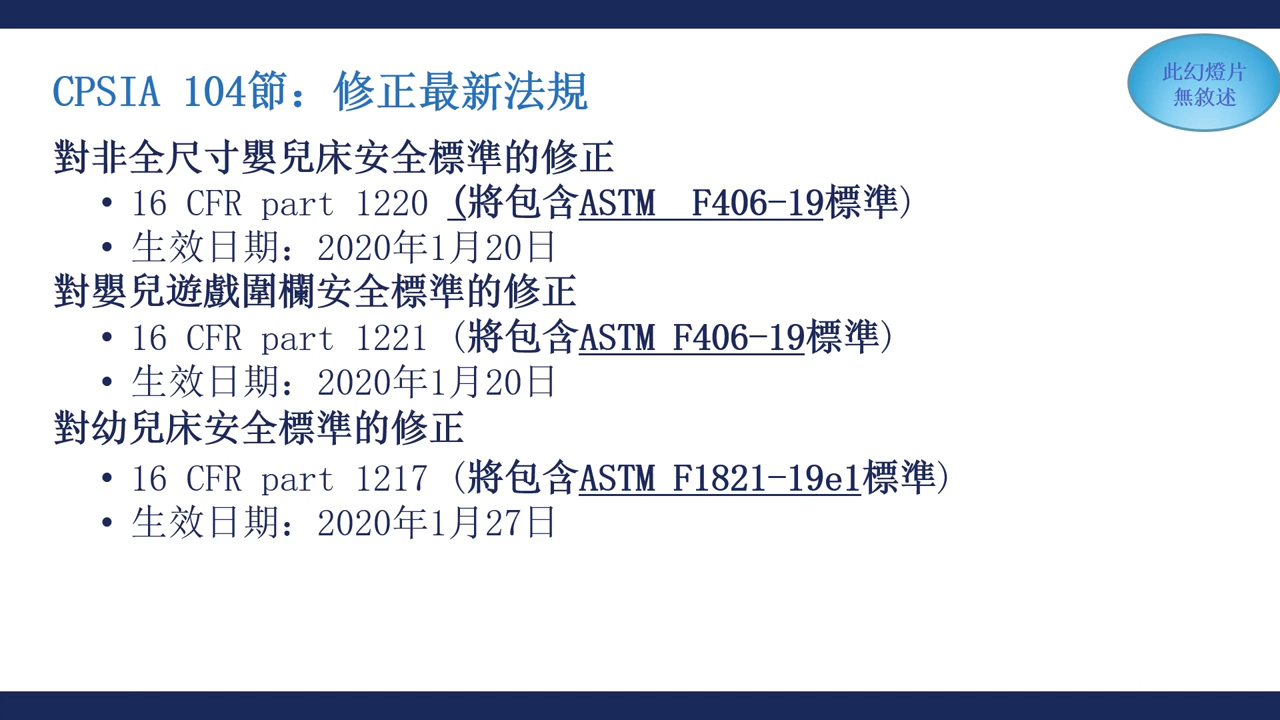 CPSIA 104節：修正最新法規
此幻燈片
無敘述
對非全尺寸嬰兒床安全標準的修正
• 16 CFR part 1220 (將包含ASTM  F406-19標準)
• 生效日期：2020年1月20日
對嬰兒遊戲圍欄安全標準的修正
• 16 CFR part 1221 (將包含ASTM F406-19標準)
• 生效日期：2020年1月20日
對幼兒床安全標準的修正
• 16 CFR part 1217 (將包含ASTM F1821-19e1標準)
• 生效日期：2020年1月27日